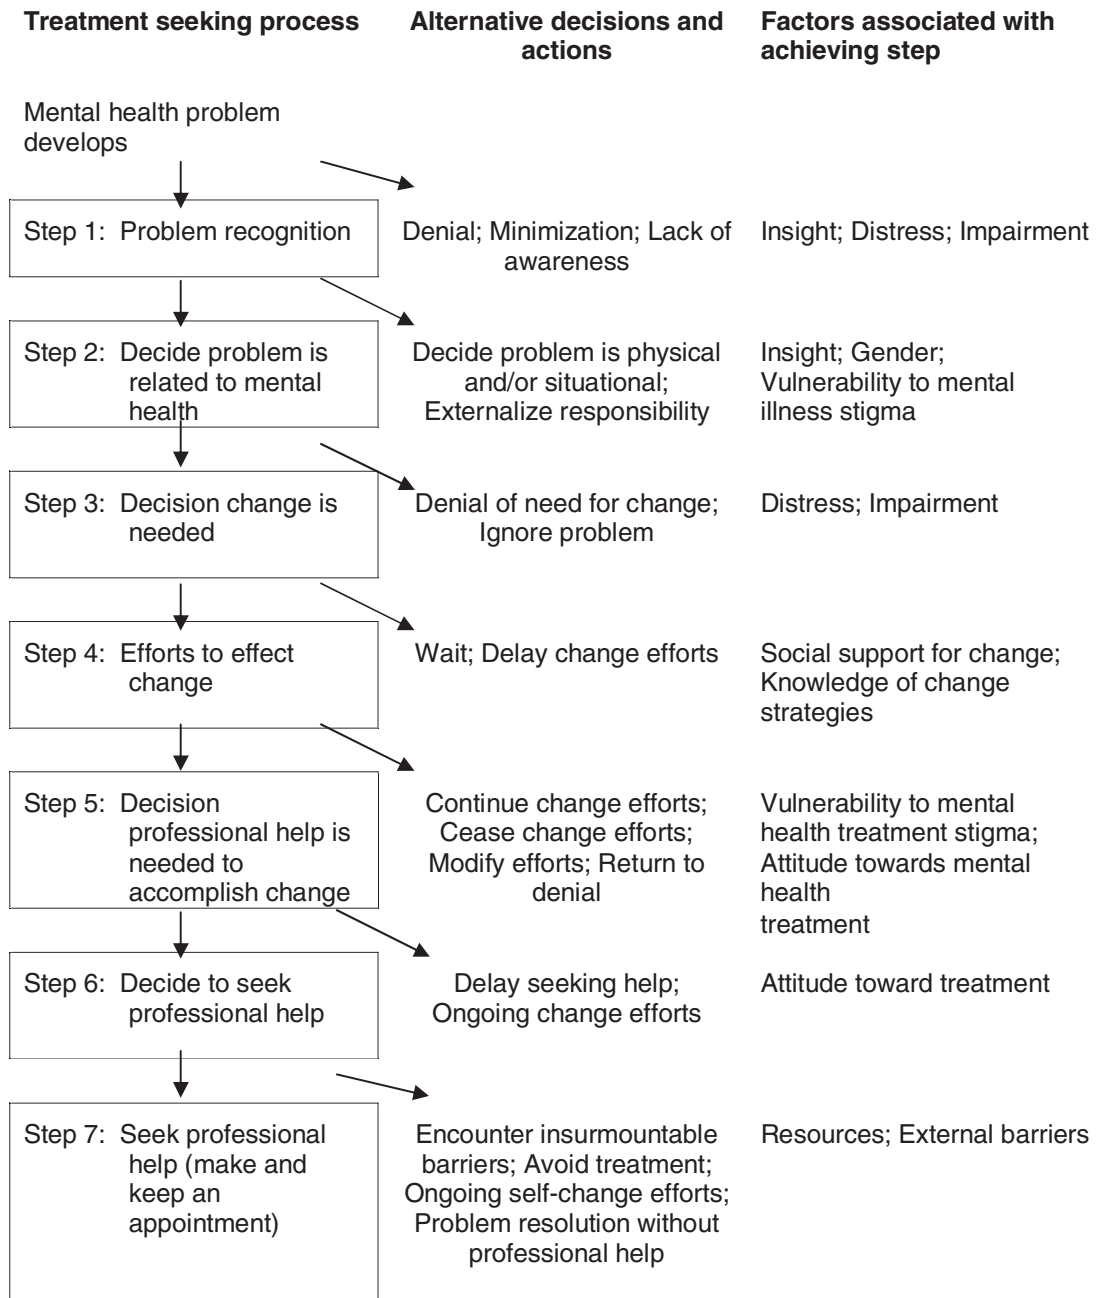 Treatment seeking process
Alternative decisions and
actions
Factors associated with
achieving step
Mental health problem
develops
Step 1: Problem recognition
Denial; Minimization; Lack of
awareness
Insight; Distress; Impairment
Step 2: Decide problem is
related to mental
health
Decide problem is physical
and/or situational;
Externalize responsibility
Insight; Gender;
Vulnerability to mental
illness stigma
Step 3: Decision change is
needed
Denial of need for change;
Ignore problem
Distress; Impairment
Step 4: Efforts to effect
change
Wait; Delay change efforts
Social support for change;
Knowledge of change
strategies
Step 5: Decision
professional help is
needed to
accomplish change
Continue change efforts;
Cease change efforts;
Modify efforts; Return to
denial
Vulnerability to mental
health treatment stigma;
Attitude towards mental
health
treatment
Step 6: Decide to seek
professional help
Delay seeking help;
Ongoing change efforts
Attitude toward treatment
Step 7: Seek professional
help (make and
keep an
appointment)
Encounter insurmountable
barriers; Avoid treatment;
Ongoing self-change efforts;
Problem resolution without
professional help
Resources; External barriers